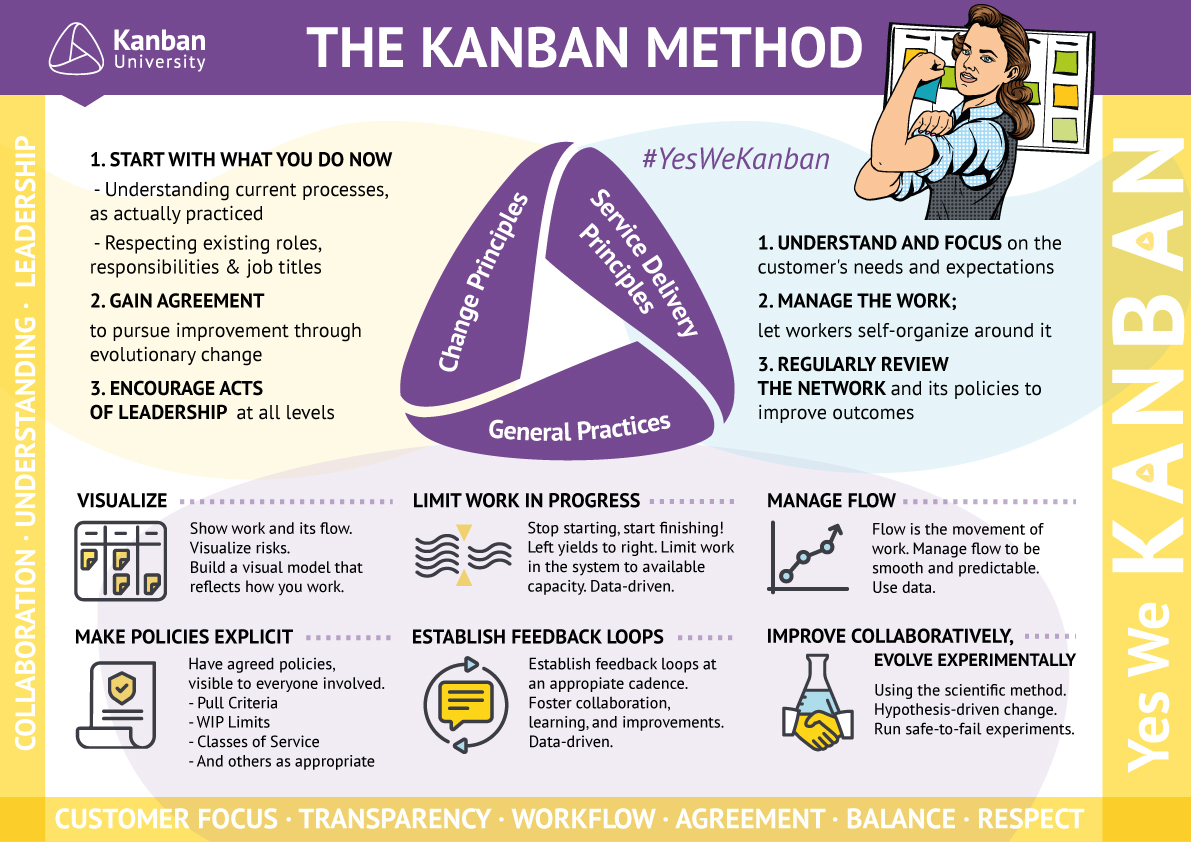 Kanban
University
THE KANBAN METHOD
#YesWeKanban
COLLABORATION · UNDERSTANDING · LEADERSHIP
1. START WITH WHAT YOU DO NOW
- Understanding current processes,
as actually practiced
- Respecting existing roles,
responsibilities & job titles
2. GAIN AGREEMENT
to pursue improvement through
evolutionary change
3. ENCOURAGE ACTS
OF LEADERSHIP at all levels
Change Principles
Service Delivery
Principles
General Practices
1. UNDERSTAND AND FOCUS on the
customer's needs and expectations
2. MANAGE THE WORK;
let workers self-organize around it
3. REGULARLY REVIEW
THE NETWORK and its policies to
improve outcomes
VISUALIZE
Show work and its flow.
Visualize risks.
Build a visual model that
reflects how you work.
LIMIT WORK IN PROGRESS
Stop starting, start finishing!
Left yields to right. Limit work
in the system to available
capacity. Data-driven.
MANAGE FLOW
Flow is the movement of
work. Manage flow to be
smooth and predictable.
Use data.
MAKE POLICIES EXPLICIT
Have agreed policies,
visible to everyone involved.
- Pull Criteria
- WIP Limits
- Classes of Service
- And others as appropriate
ESTABLISH FEEDBACK LOOPS
Establish feedback loops at
an appropiate cadence.
Foster collaboration,
learning, and improvements.
Data-driven.
IMPROVE COLLABORATIVELY,
EVOLVE EXPERIMENTALLY
Using the scientific method.
Hypothesis-driven change.
Run safe-to-fail experiments.
Yes We KANBAN
CUSTOMER FOCUS · TRANSPARENCY · WORKFLOW · AGREEMENT · BALANCE · RESPECT